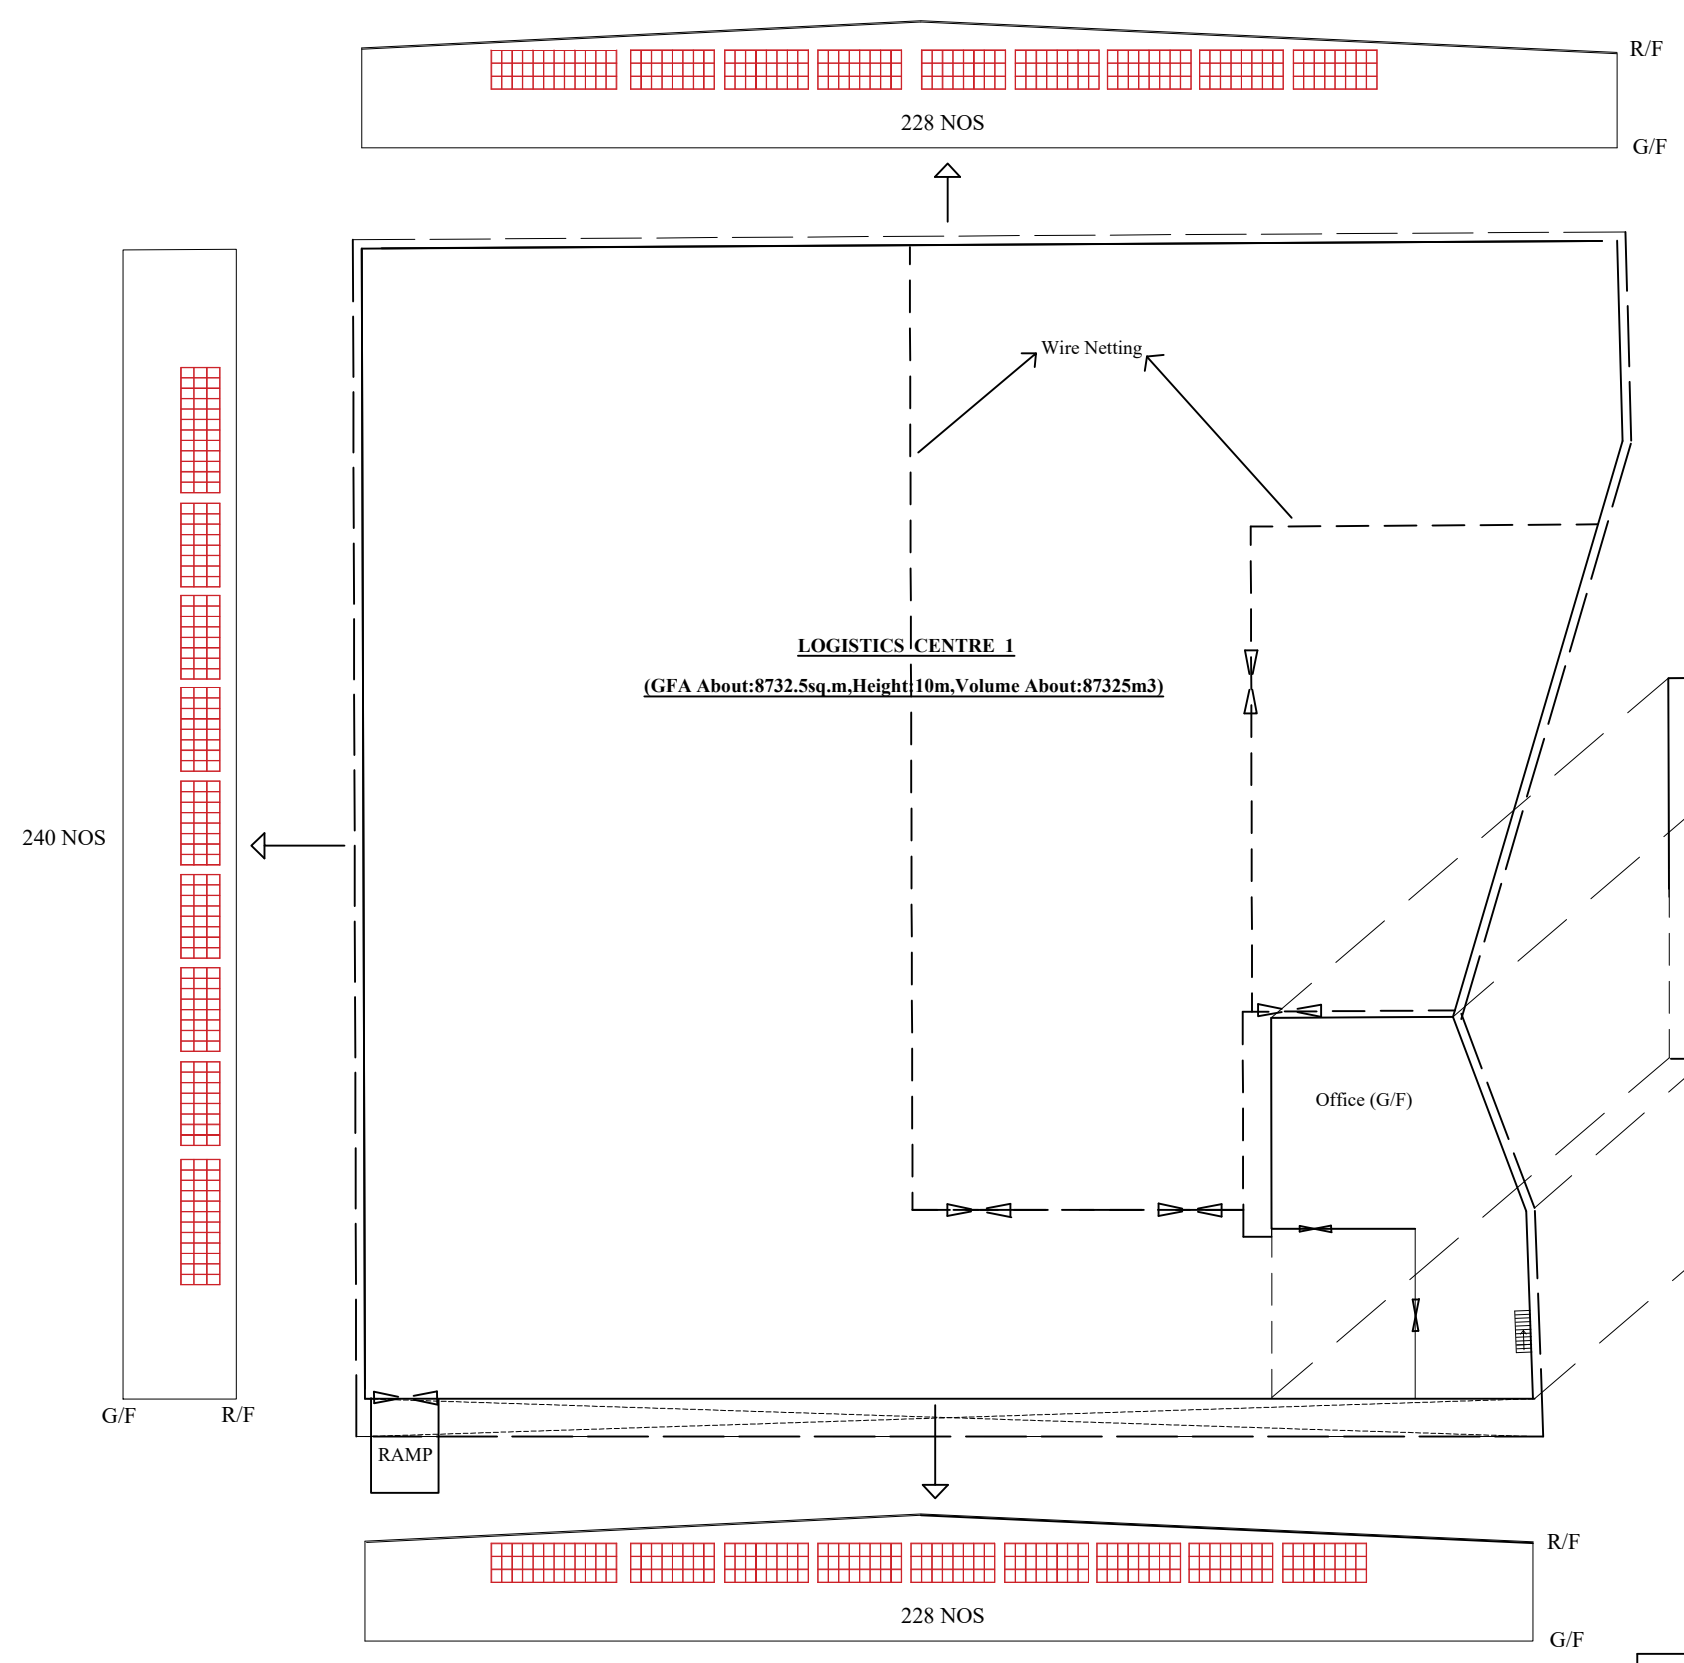 R/F
228 NOS
G/F
Wire Netting
LOGISTICS CENTRE 1
(GFA About:8732.5sq.m,Height:10m,Volume About:87325m3)
240 NOS
Office (G/F)
G/F
R/F
RAMP
R/F
228 NOS
G/F